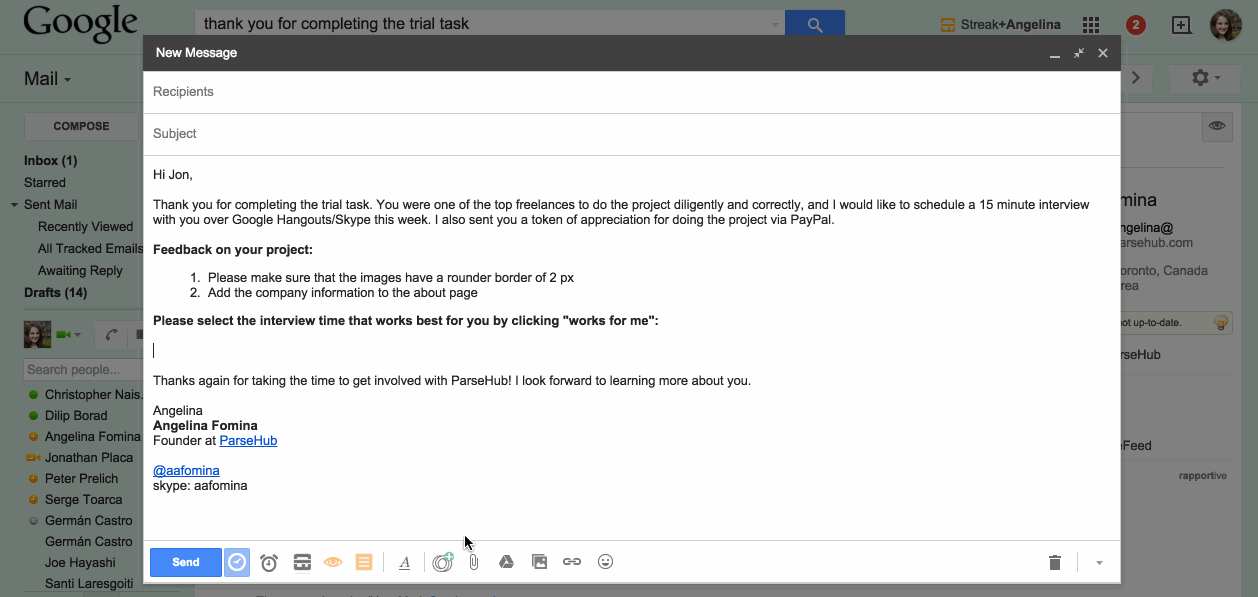 Google
thank you for completing the trial task
Streak+Angelina
2
New Message
Mail
Recipients
COMPOSE
Subject
Inbox (1)
Starred
Sent Mail
Recently Viewed
All Tracked Emails
Awaiting Reply
Drafts (14)
Search people...
Christopher Nais.
Dilip Borad
Angelina Fomina
Jonathan Placa
Peter Prelich
Serge Toarca
Germán Castro
Germán Castro
Joe Hayashi
Santi Laresgoiti
Hi Jon,
Thank you for completing the trial task. You were one of the top freelances to do the project diligently and correctly, and I would like to schedule a 15 minute interview
with you over Google Hangouts/Skype this week. I also sent you a token of appreciation for doing the project via PayPal.
Feedback on your project:
1. Please make sure that the images have a rounder border of 2 px
2. Add the company information to the about page
Please select the interview time that works best for you by clicking "works for me":
Thanks again for taking the time to get involved with ParseHub! I look forward to learning more about you.
Angelina
Angelina Fomina
Founder at ParseHub
@aafomina
skype: aafomina
Send
mina
ngelina@
arsehub.com
oronto, Canada
rea
not up-to-date.
rseHub
eFeed
rapportive